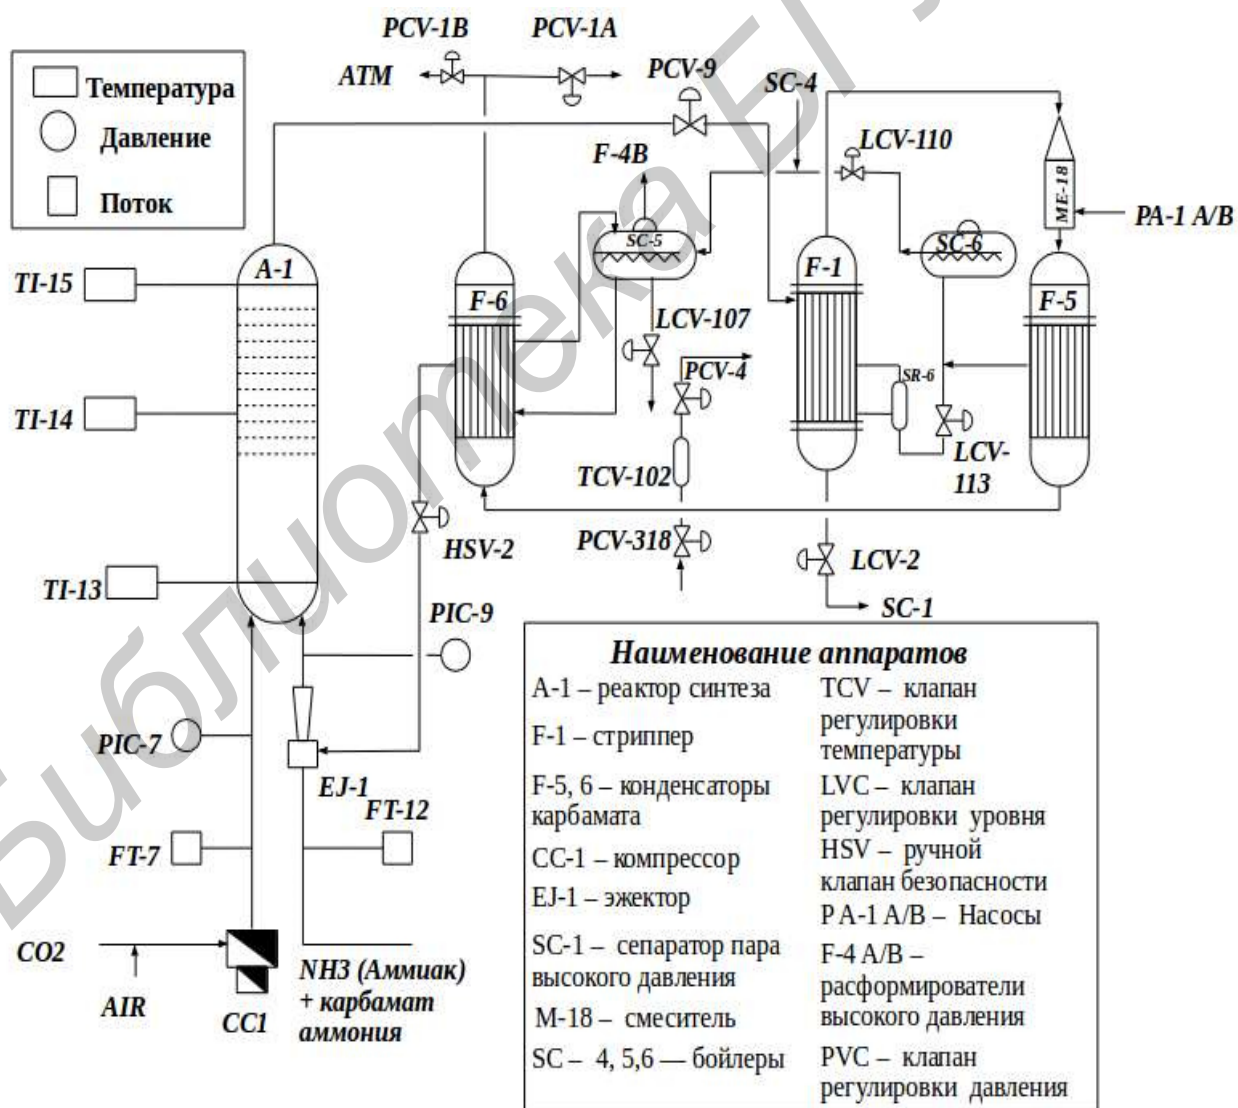 PCV-1B
PCV-1A
ATM
PCV-9
SC-4
LCV-110
F-4B
ME-18
PA-1 A/B
Температура
Давление
Поток
A-1
TI-15
SC-5
SC-6
F-6
F-1
F-5
LCV-107
PCV-4
SR-6
TI-14
TCV-102
LCV-
113
HSV-2
PCV-318
LCV-2
TI-13
PIC-9
SC-1
PIC-7
EJ-1
FT-12
FT-7
CO2
AIR
CC1
NH3 (Аммиак)
+ карбамат
аммония
Наименование аппаратов
A-1 – реактор синтеза
F-1 – стриппер
F-5, 6 – конденсаторы
карбамата
CC-1 – компрессор
EJ-1 – эжектор
SC-1 – сепаратор пара
высокого давления
M-18 – смеситель
SC – 4, 5,6 — бойлеры
TCV – клапан
регулировки
температуры
LVC – клапан
регулировки уровня
HSV – ручной
клапан безопасности
P A-1 A/B – Насосы
F-4 A/B –
расформирователи
высокого давления
PVC – клапан
регулировки давления
Библиотека БГУ